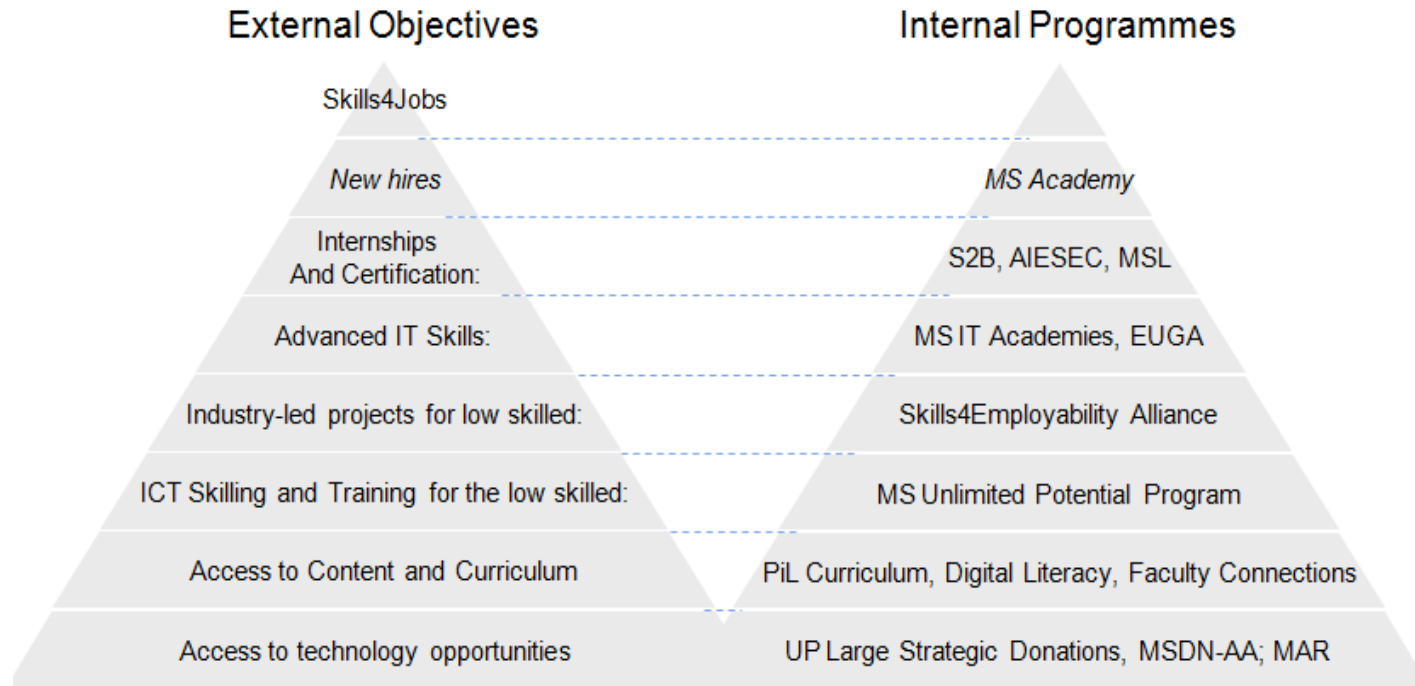 External Objectives
Internal Programmes
Skills4Jobs
New hires
MS Academy
Internships
And Certification:
S2B, AIESEC, MSL
Advanced IT Skills:
MS IT Academies, EUGA
Industry-led projects for low skilled:
Skills4Employability Alliance
ICT Skilling and Training for the low skilled:
MS Unlimited Potential Program
Access to Content and Curriculum
PiL Curriculum, Digital Literacy, Faculty Connections
Access to technology opportunities
UP Large Strategic Donations, MSDN-AA; MAR